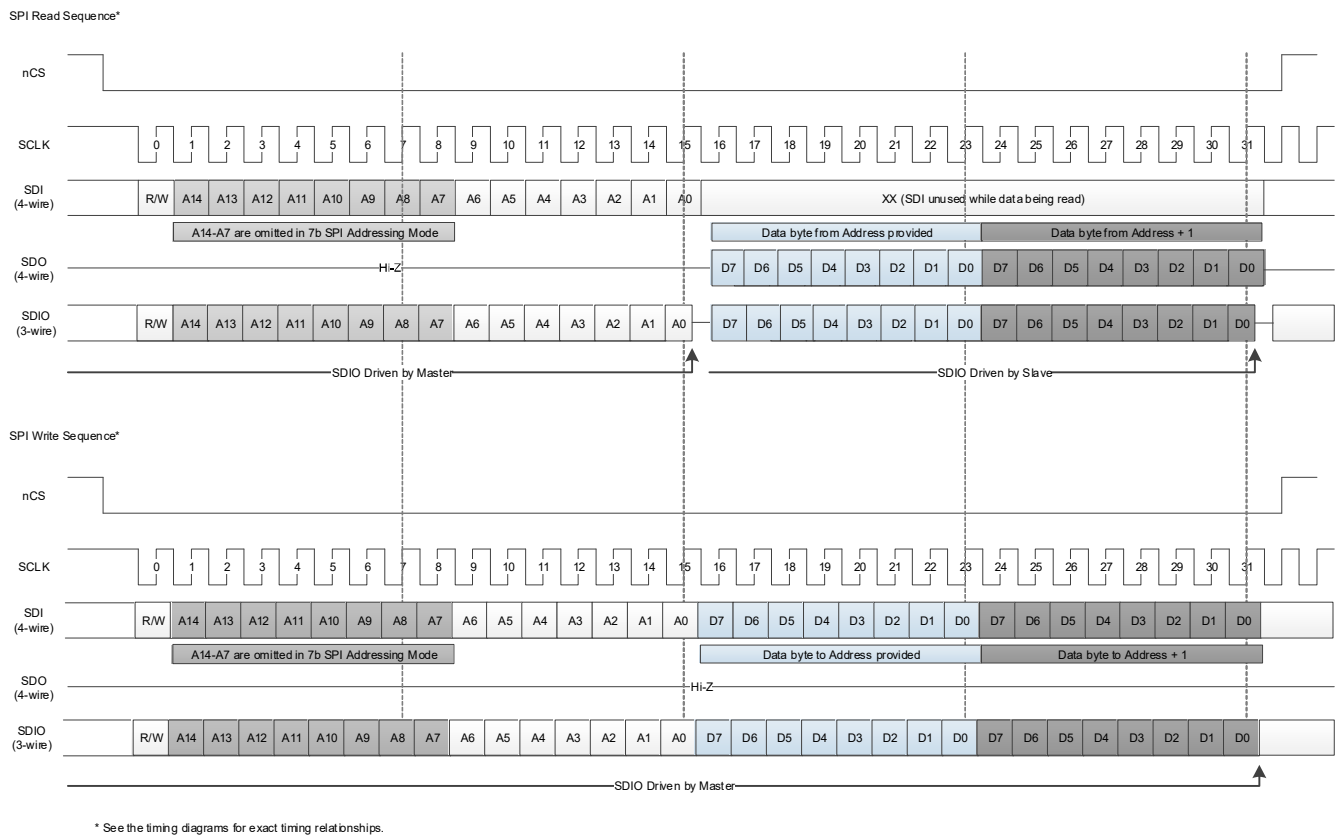 SPI Read Sequence*
nCS
SCLK
0 1 2 3 4 5 6 7 8 9 10 11 12 13 14 15 16 17 18 19 20 21 22 23 24 25 26 27 28 29 30 31
SDI
(4-wire)
R/W A14 A13 A12 A11 A10 A9 A8 A7 A6 A5 A4 A3 A2 A1 A0 XX (SDI unused while data being read)
A14-A7 are omitted in 7b SPI Addressing Mode
Data byte from Address provided
Data byte from Address + 1
SDO
(4-wire)
Hi-Z
D7 D6 D5 D4 D3 D2 D1 D0 D7 D6 D5 D4 D3 D2 D1 D0
SDIO
(3-wire)
R/W A14 A13 A12 A11 A10 A9 A8 A7 A6 A5 A4 A3 A2 A1 A0 D7 D6 D5 D4 D3 D2 D1 D0 D7 D6 D5 D4 D3 D2 D1 D0
SDIO Driven by Master
SDIO Driven by Slave
SPI Write Sequence*
nCS
SCLK
0 1 2 3 4 5 6 7 8 9 10 11 12 13 14 15 16 17 18 19 20 21 22 23 24 25 26 27 28 29 30 31
SDI
(4-wire)
R/W A14 A13 A12 A11 A10 A9 A8 A7 A6 A5 A4 A3 A2 A1 A0 D7 D6 D5 D4 D3 D2 D1 D0 D7 D6 D5 D4 D3 D2 D1 D0
A14-A7 are omitted in 7b SPI Addressing Mode
Data byte to Address provided
Data byte to Address + 1
SDO
(4-wire)
Hi-Z
SDIO
(3-wire)
R/W A14 A13 A12 A11 A10 A9 A8 A7 A6 A5 A4 A3 A2 A1 A0 D7 D6 D5 D4 D3 D2 D1 D0 D7 D6 D5 D4 D3 D2 D1 D0
SDIO Driven by Master
* See the timing diagrams for exact timing relationships.